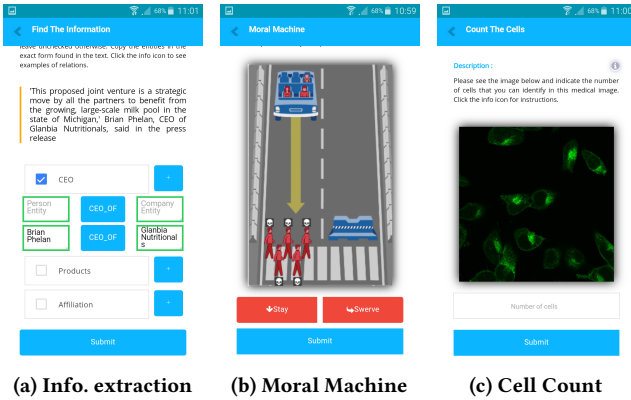 68% 11:01
Find The Information
leave unchecked otherwise. Copy the entities in the
exact form found in the text. Click the info icon to see
examples of relations.
'This proposed joint venture is a strategic
move by all the partners to benefit from
the growing, large-scale milk pool in the
state of Michigan,' Brian Phelan, CEO of
Glanbia Nutritionals, said in the press
release
CEO
+
Person
Entity
CEO_OF
Company
Entity
Brian
Phelan
CEO_OF
Glanbia
Nutritional
s
Products
+
Affiliation
+
Submit
(a) Info. extraction
68% 10:59
Moral Machine
Stay
Swerve
Submit
(b) Moral Machine
68% 11:00
Count The Cells
Description :
Please see the image below and indicate the number
of cells that you can identify in this medical image.
Click the info icon for instructions.
Number of cells
Submit
(c) Cell Count